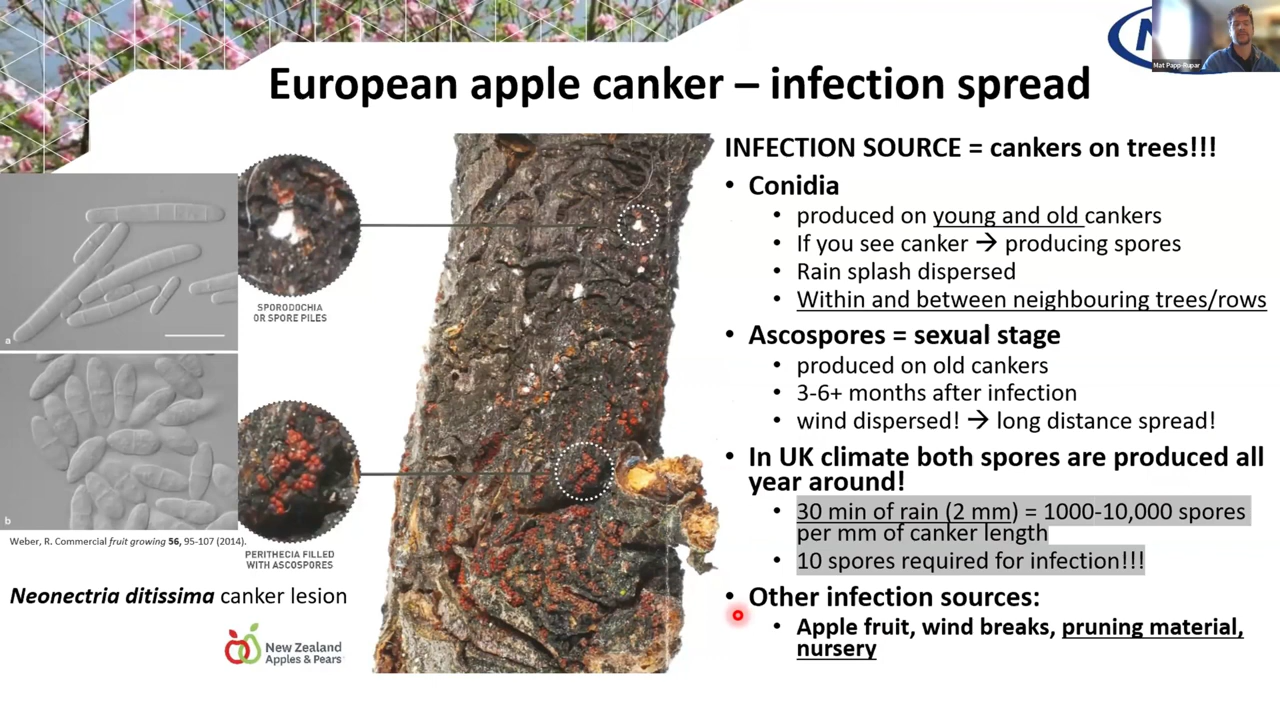 European apple canker – infection spread
Mat Papp-Rupar
INFECTION SOURCE = cankers on trees!!!
• Conidia
• produced on young and old cankers
• If you see canker → producing spores
• Rain splash dispersed
• Within and between neighbouring trees/rows
• Ascospores = sexual stage
• produced on old cankers
• 3-6+ months after infection
• wind dispersed! → long distance spread!
• In UK climate both spores are produced all
year around!
• 30 min of rain (2 mm) = 1000-10,000 spores
per mm of canker length
• 10 spores required for infection!!!
• Other infection sources:
• Apple fruit, wind breaks, pruning material,
nursery
a
b
SPORODOCHIA
OR SPORE PILES
PERITHECIA FILLED
WITH ASCOSPORES
Weber, R. Commercial fruit growing 56, 95-107 (2014).
Neonectria ditissima canker lesion
New Zealand
Apples & Pears